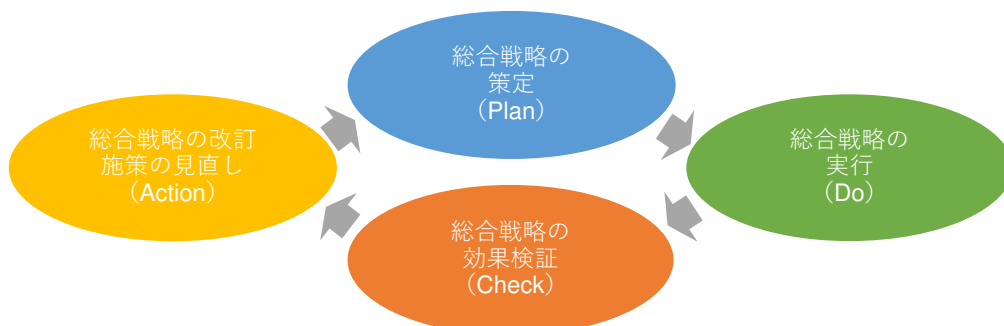 総合戦略の
策定
（Plan）
総合戦略の改訂
施策の見直し
（Action）
総合戦略の
実行
（Do）
総合戦略の
効果検証
（Check）